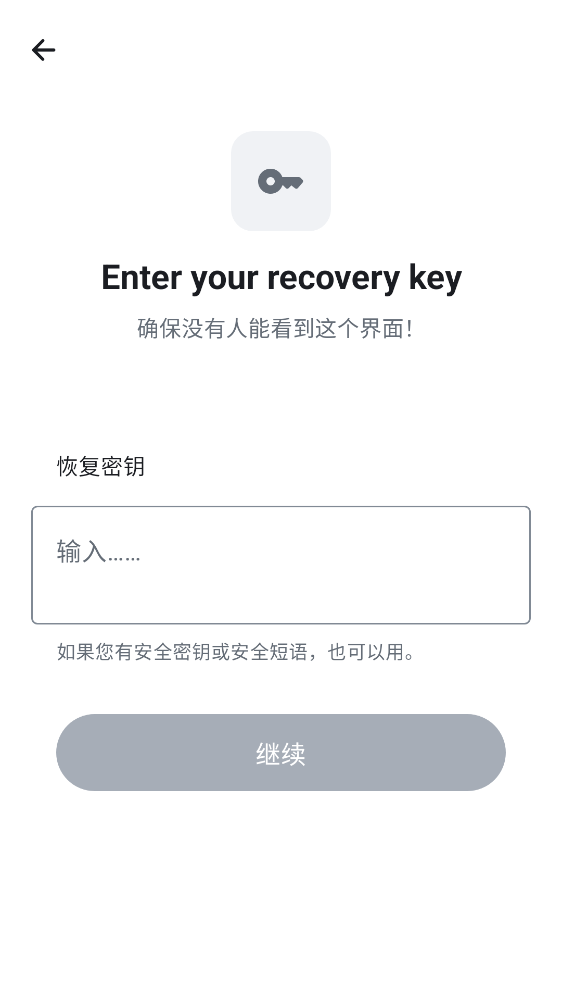 Enter your recovery key
确保没有人能看到这个界面！
恢复密钥
输入……
如果您有安全密钥或安全短语，也可以用。
继续